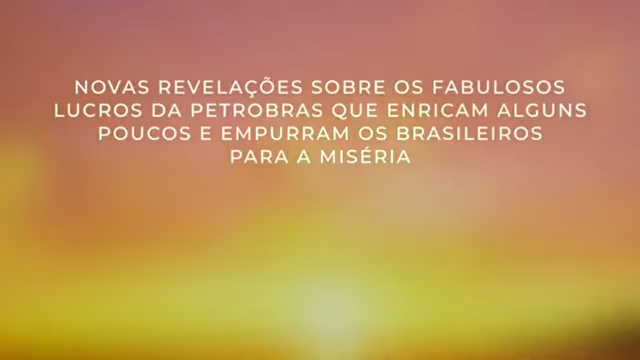 NOVAS REVELAÇÕES SOBRE OS FABULOSOS
LUCROS DA PETROBRAS QUE ENRICAM ALGUNS
POUCOS E EMPURRAM OS BRASILEIROS
PARA A MISÉRIA